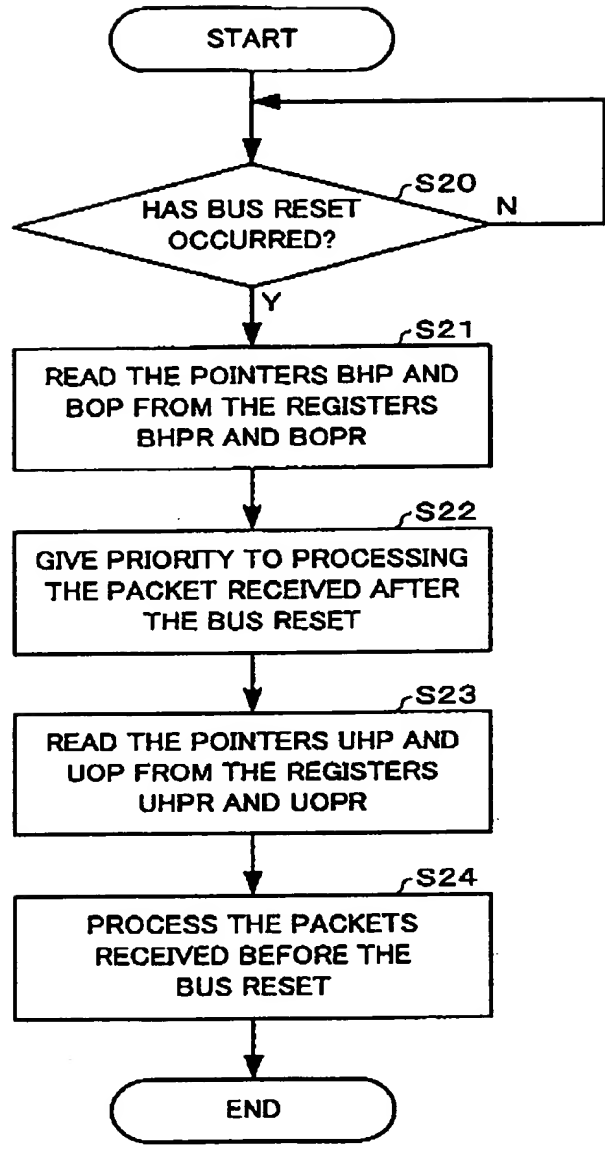 START
S20
HAS BUS RESET
OCCURRED?
N
Y
S21
READ THE POINTERS BHP AND
BOP FROM THE REGISTERS
BHPR AND BOPR
S22
GIVE PRIORITY TO PROCESSING
THE PACKET RECEIVED AFTER
THE BUS RESET
S23
READ THE POINTERS UHP AND
UOP FROM THE REGISTERS
UHPR AND UOPR
S24
PROCESS THE PACKETS
RECEIVED BEFORE THE
BUS RESET
END